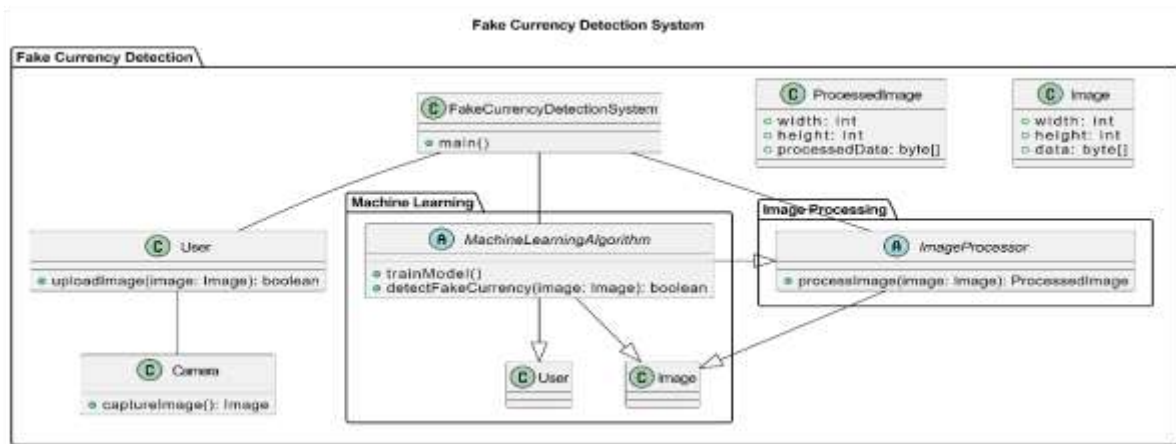 Fake Currency Detection System
Fake Currency Detection
C FakeCurrencyDetectionSystem
main()
C ProcessedImage
width: int
height: int
processedData: byte[]
C Image
width: int
height: int
data: byte[]
Machine Learning
A MachineLearningAlgorithm
trainModel()
detectFakeCurrency(image: Image): boolean
Image Processing
A ImageProcessor
processImage(image: Image): ProcessedImage
C User
uploadImage(image: Image): boolean
C Camera
captureImage(): Image
C User
C Image